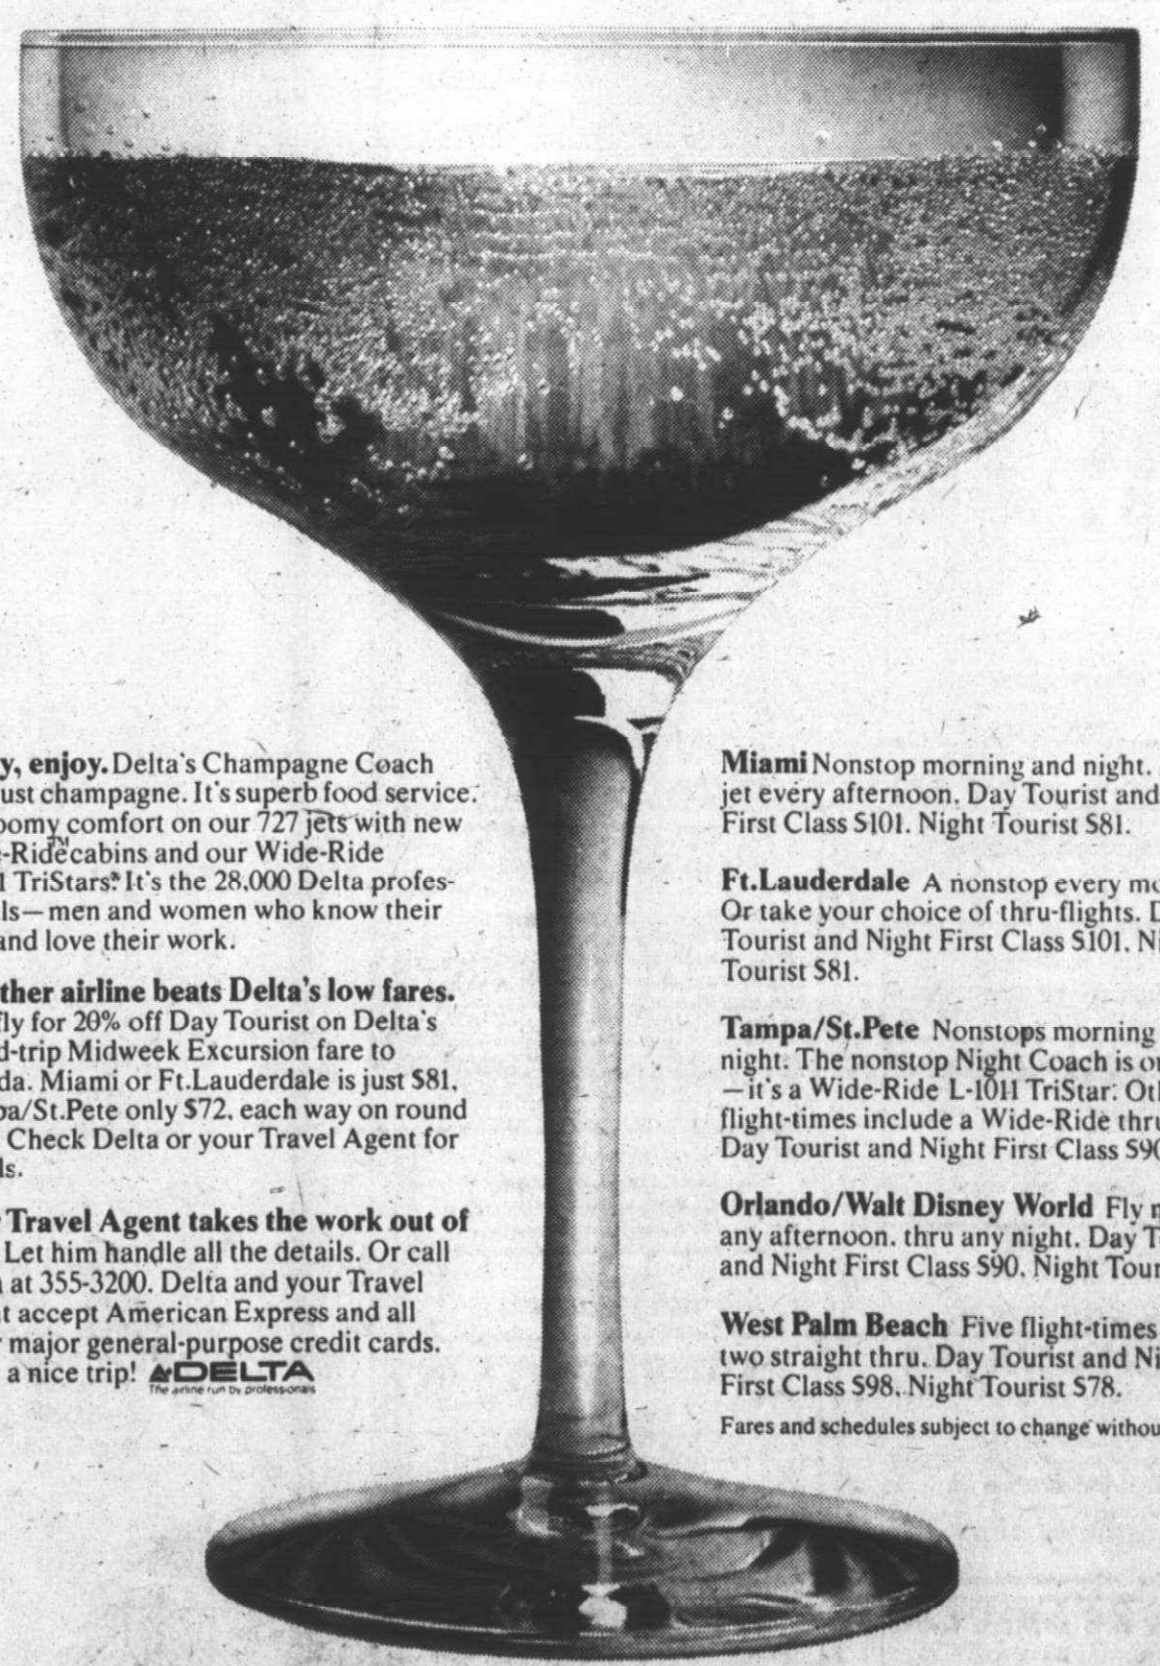 y, enjoy. Delta's Champagne Coach
ust champagne. It's superb food service.
oomy comfort on our 727 jets with new
-Ride™ cabins and our Wide-Ride
1 TriStars.® It's the 28,000 Delta profes-
ls—men and women who know their
and love their work.
ther airline beats Delta's low fares.
fly for 20% off Day Tourist on Delta's
d-trip Midweek Excursion fare to
da. Miami or Ft.Lauderdale is just $81,
pa/St.Pete only $72, each way on round
Check Delta or your Travel Agent for
ls.
Travel Agent takes the work out of
Let him handle all the details. Or call
at 355-3200. Delta and your Travel
t accept American Express and all
r major general-purpose credit cards.
a nice trip! DELTA
The airline run by professionals
Miami Nonstop morning and night.
jet every afternoon. Day Tourist and
First Class $101. Night Tourist $81.
Ft.Lauderdale A nonstop every mo
Or take your choice of thru-flights. D
Tourist and Night First Class $101. Ni
Tourist $81.
Tampa/St.Pete Nonstops morning
night. The nonstop Night Coach is o
—it's a Wide-Ride L-1011 TriStar. Ot
flight-times include a Wide-Ride thru
Day Tourist and Night First Class $90
Orlando/Walt Disney World Fly n
any afternoon, thru any night. Day T
and Night First Class $90. Night Tour
West Palm Beach Five flight-times
two straight thru. Day Tourist and Ni
First Class $98. Night Tourist $78.
Fares and schedules subject to change withou